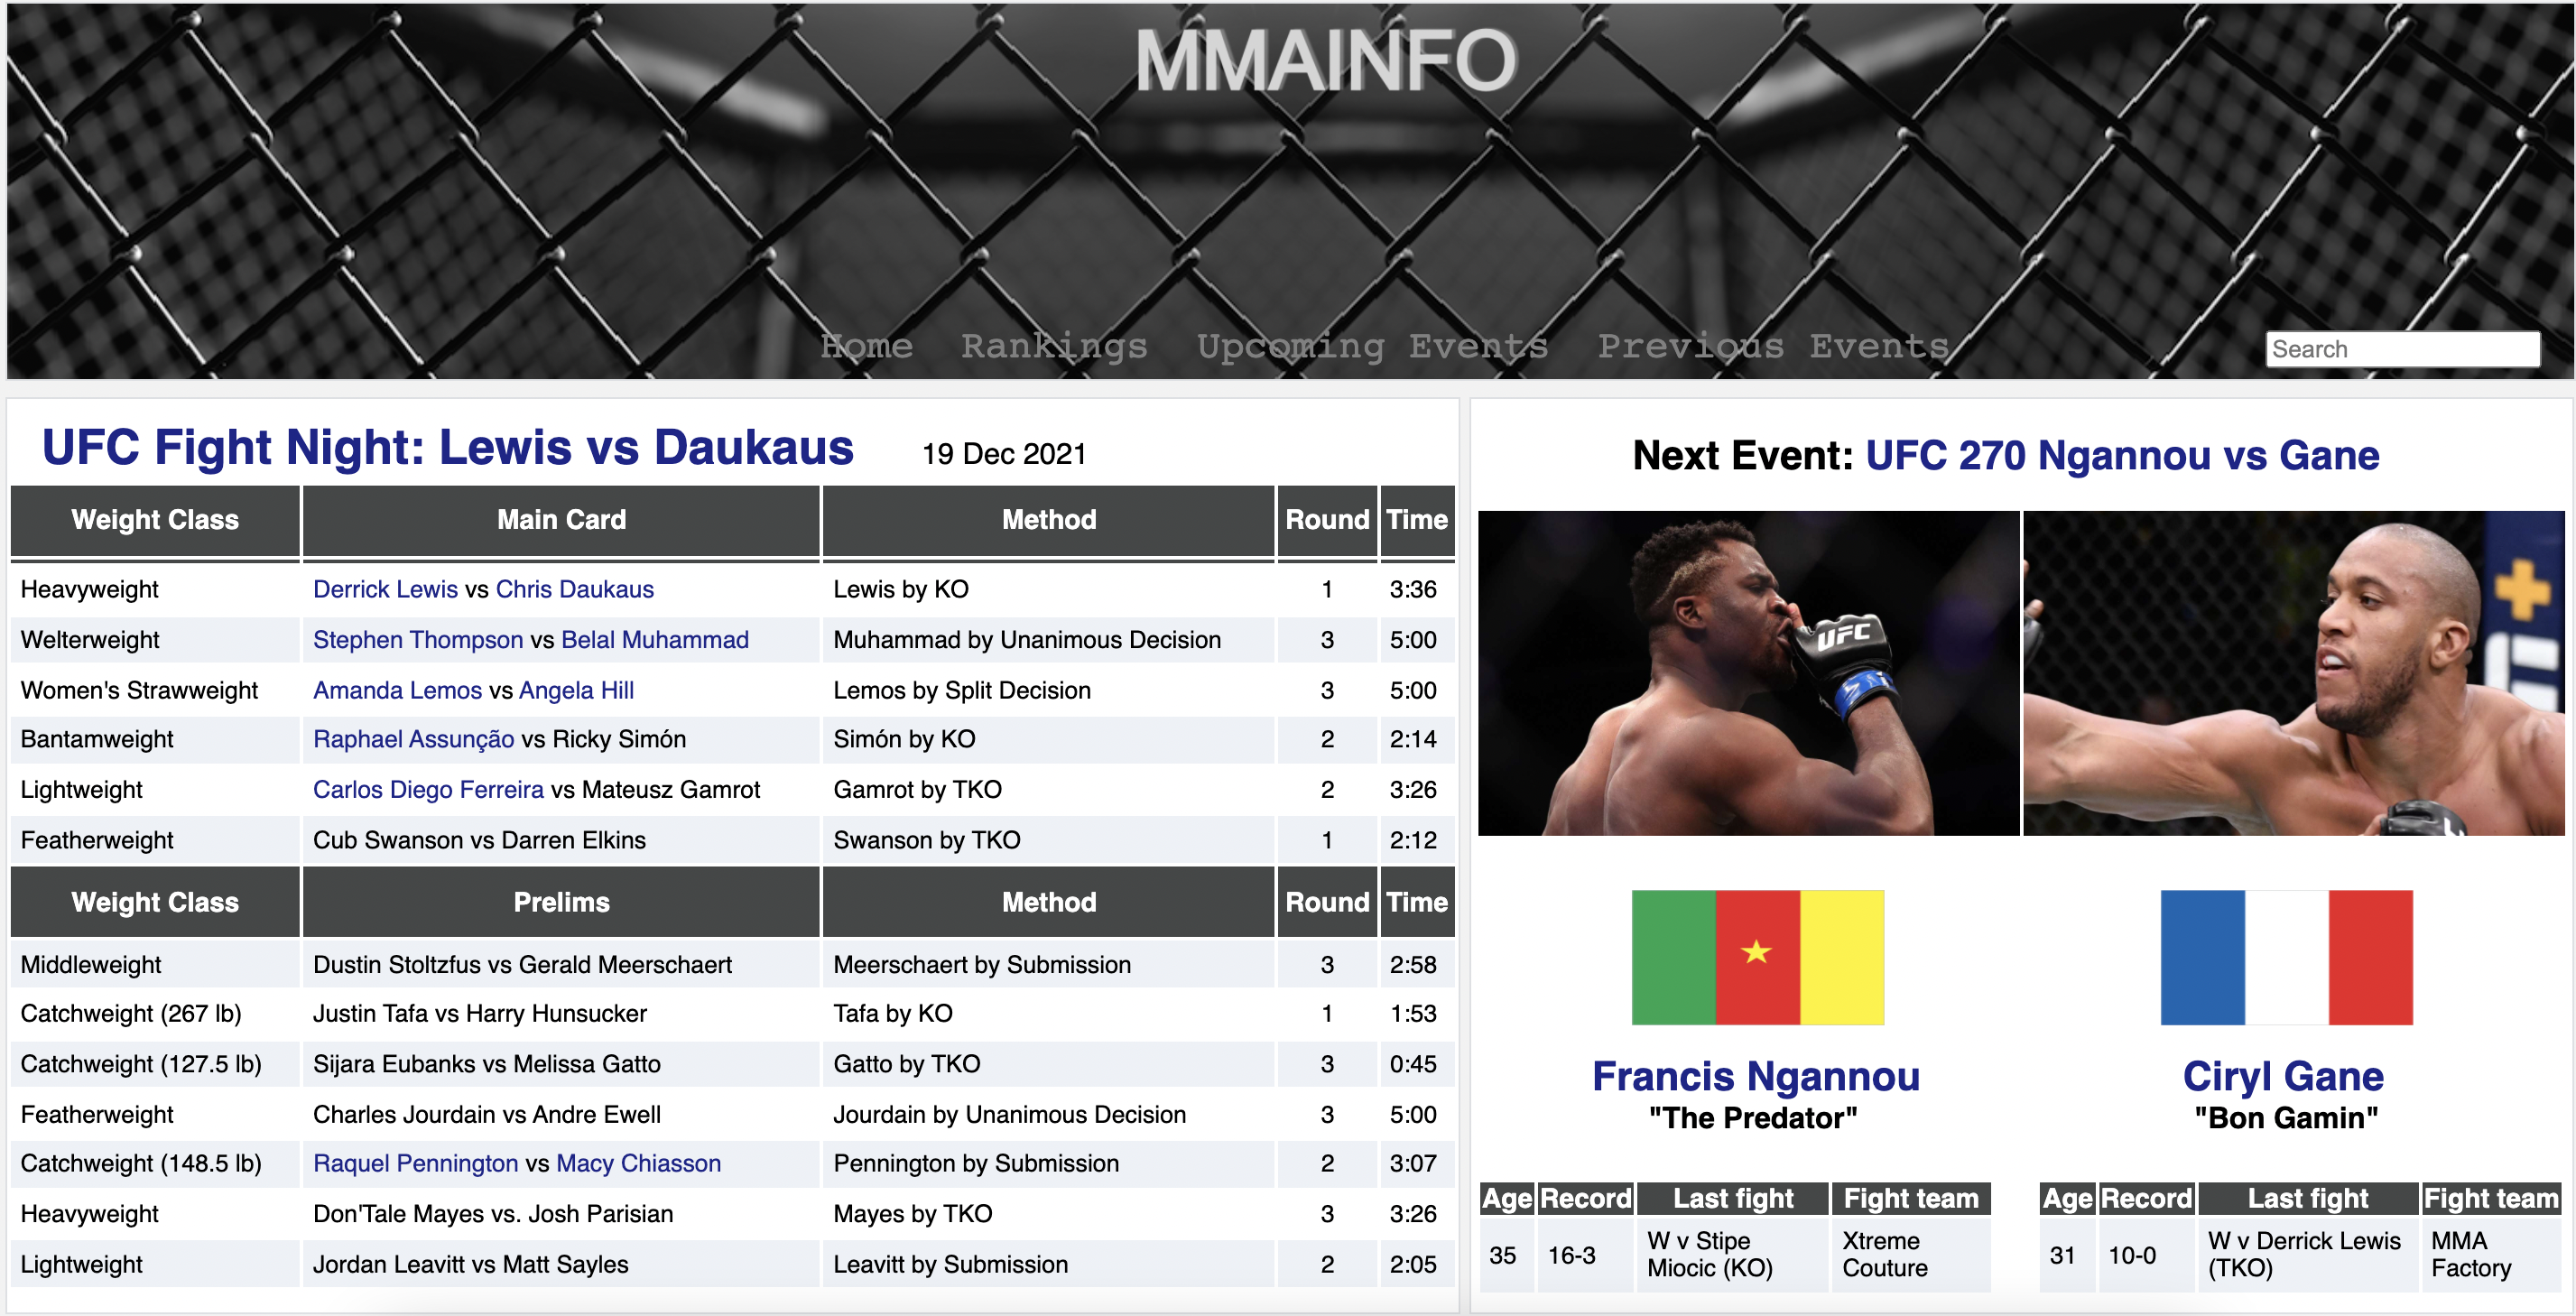 MMAINFO
Home Rankings Upcoming Events Previous Events
Search
UFC Fight Night: Lewis vs Daukaus 19 Dec 2021
Weight Class Main Card Method Round Time
Heavyweight Derrick Lewis vs Chris Daukaus Lewis by KO 1 3:36
Welterweight Stephen Thompson vs Belal Muhammad Muhammad by Unanimous Decision 3 5:00
Women's Strawweight Amanda Lemos vs Angela Hill Lemos by Split Decision 3 5:00
Bantamweight Raphael Assunção vs Ricky Simón Simón by KO 2 2:14
Lightweight Carlos Diego Ferreira vs Mateusz Gamrot Gamrot by TKO 2 3:26
Featherweight Cub Swanson vs Darren Elkins Swanson by TKO 1 2:12
Weight Class Prelims Method Round Time
Middleweight Dustin Stoltzfus vs Gerald Meerschaert Meerschaert by Submission 3 2:58
Catchweight (267 lb) Justin Tafa vs Harry Hunsucker Tafa by KO 1 1:53
Catchweight (127.5 lb) Sijara Eubanks vs Melissa Gatto Gatto by TKO 3 0:45
Featherweight Charles Jourdain vs Andre Ewell Jourdain by Unanimous Decision 3 5:00
Catchweight (148.5 lb) Raquel Pennington vs Macy Chiasson Pennington by Submission 2 3:07
Heavyweight Don'Tale Mayes vs. Josh Parisian Mayes by TKO 3 3:26
Lightweight Jordan Leavitt vs Matt Sayles Leavitt by Submission 2 2:05
Next Event: UFC 270 Ngannou vs Gane
UFC
Francis Ngannou
"The Predator"
Age Record Last fight Fight team
35 16-3 W v Stipe Xtreme
Miocic (KO) Couture
Ciryl Gane
"Bon Gamin"
Age Record Last fight Fight team
31 10-0 W v Derrick Lewis MMA
(TKO) Factory